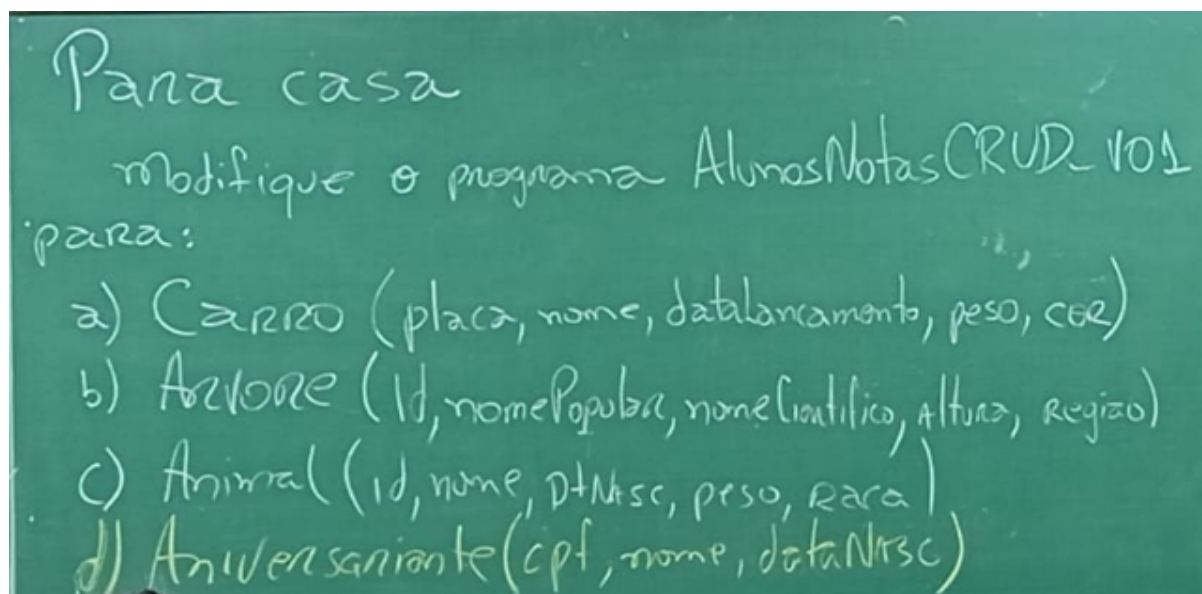 Para casa
modifique o programa AlunosNotasCRUD_V01
para:
a) Carro (placa, nome, dataLancamento, peso, cor)
b) Arvore (Id, nomePopular, nomeCientifico, Altura, Região)
c) Animal (id, nome, DtNasc, peso, Raca)
d) Aniversariante (cpf, nome, dataNasc)